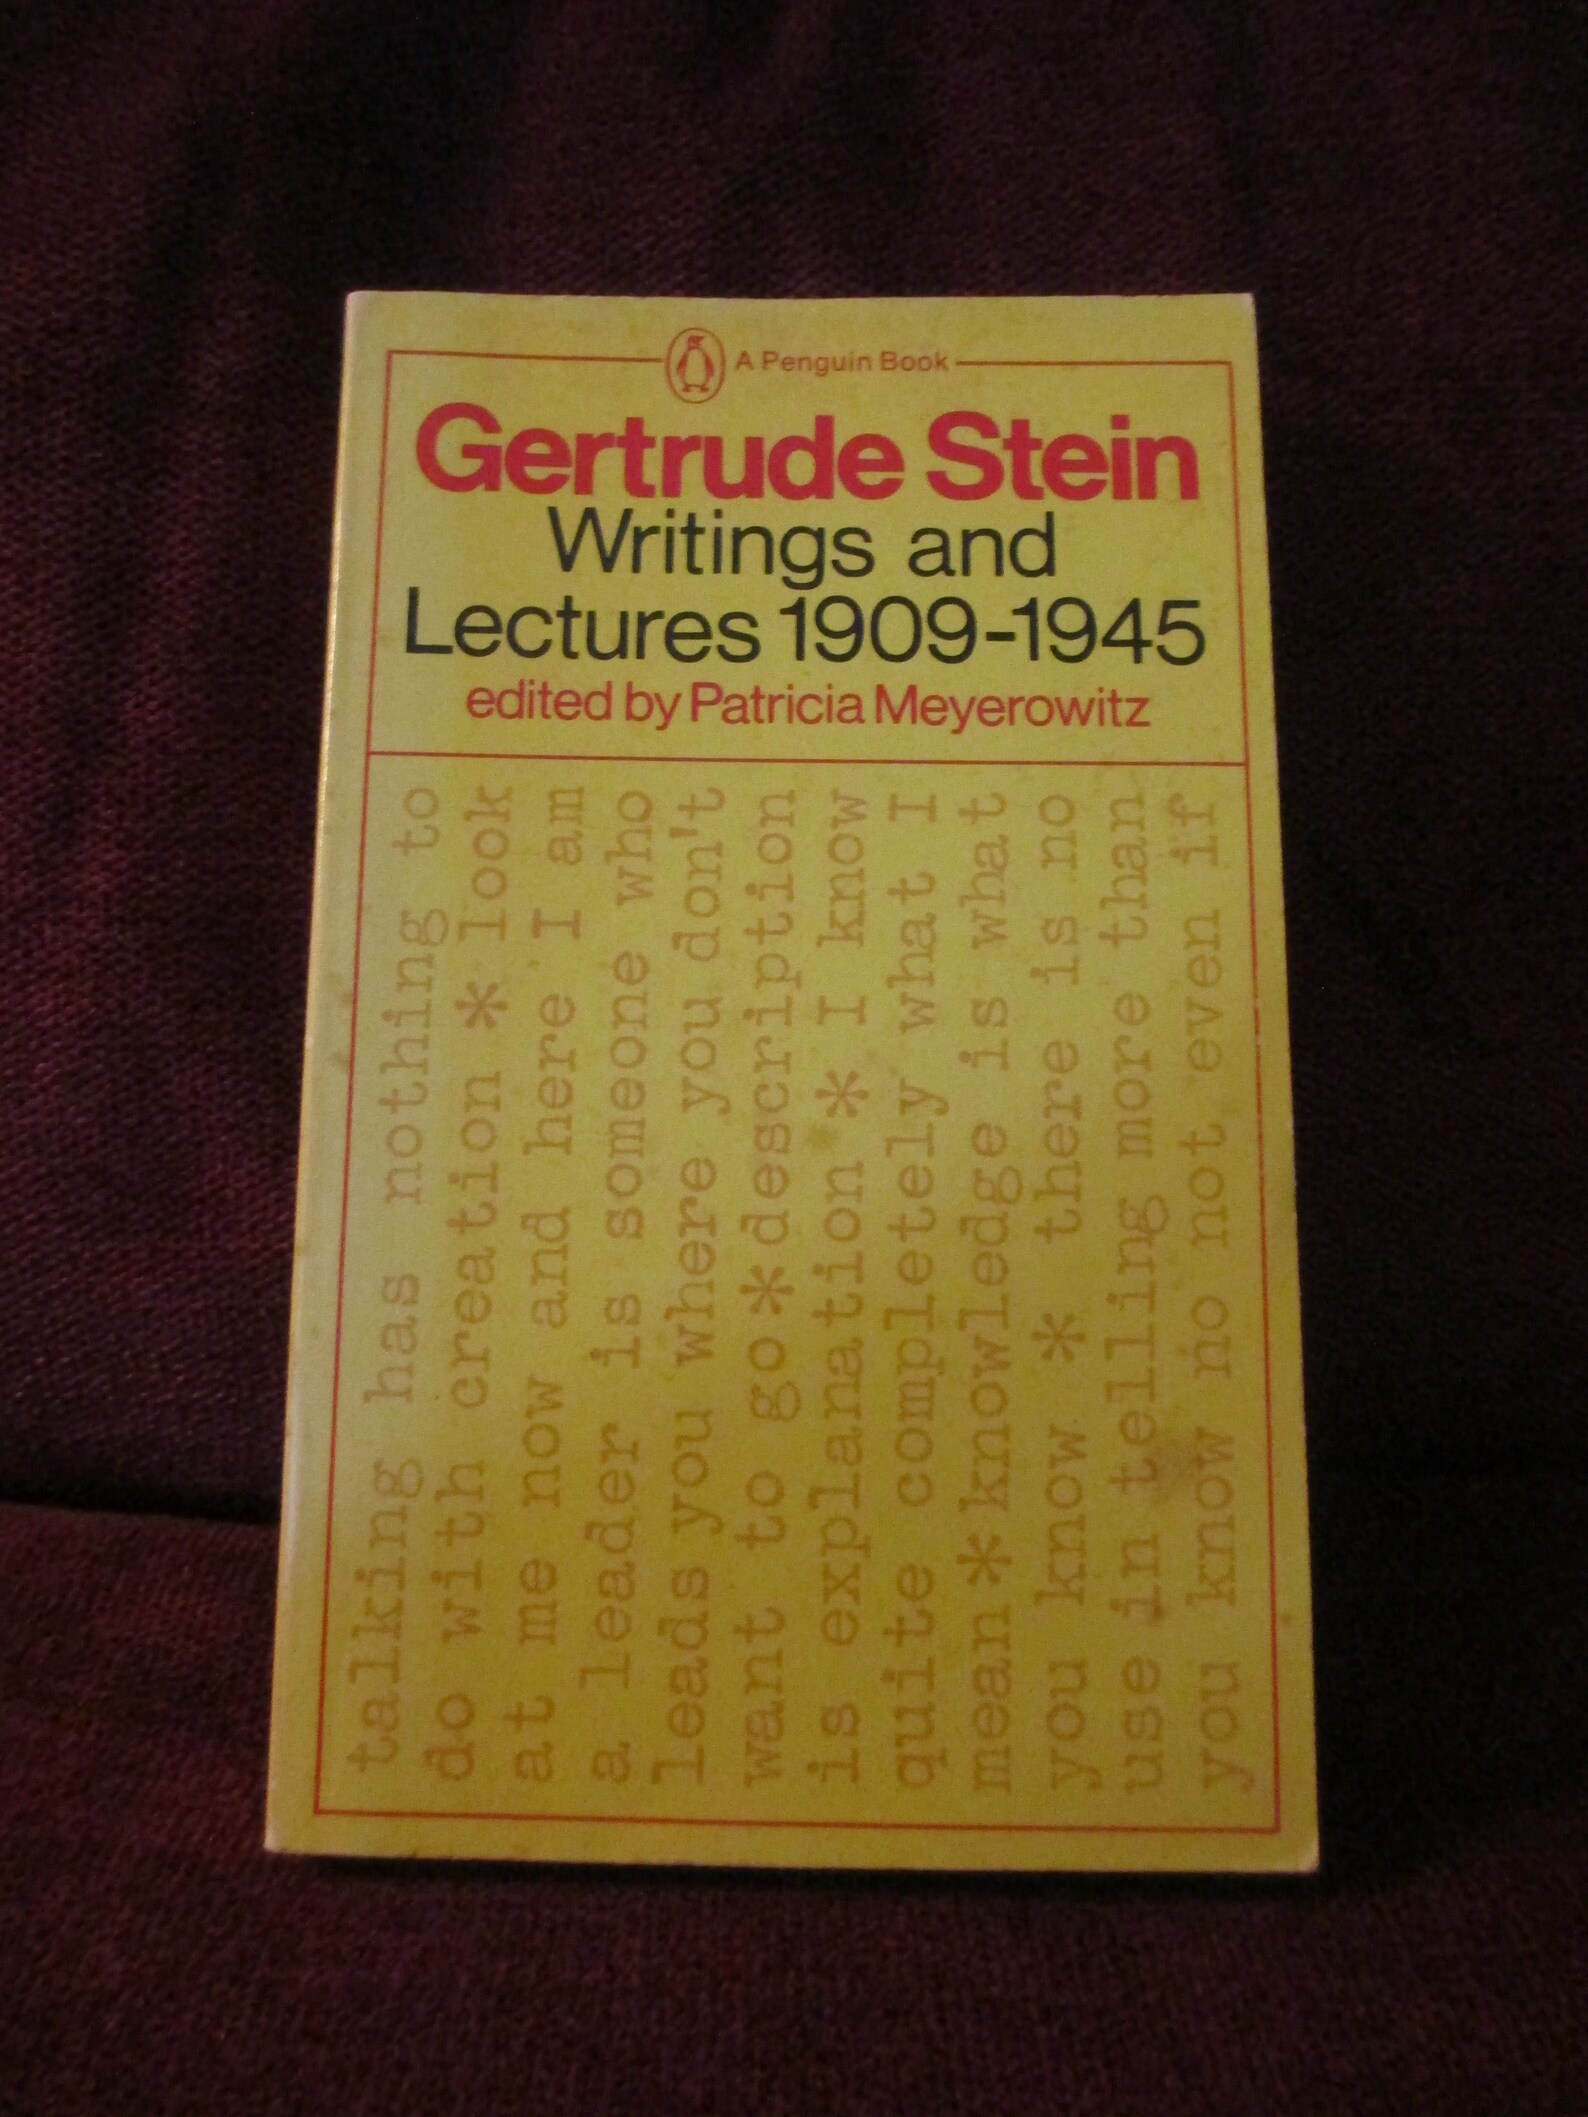 A Penguin Book
Gertrude Stein
Writings and
Lectures 1909-1945
edited by Patricia Meyerowitz
talking has nothing to
do with creation * look
at me now and here I am
a leader is someone who
leads you where you don't
want to go * description
is explanation * I know
quite completely what I
mean * knowledge is what
you know * there is no
use in telling more than
you know no not even if